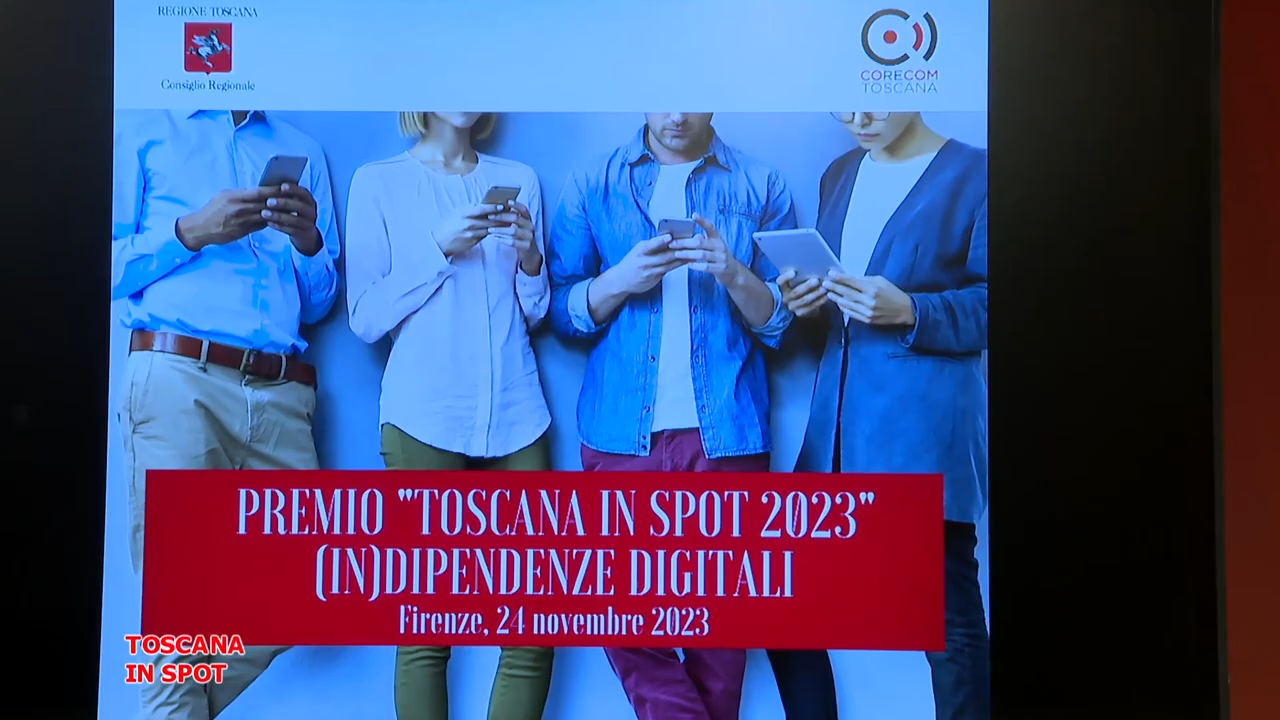 REGIONE TOSCANA
Consiglio Regionale
CORECOM
TOSCANA
PREMIO "TOSCANA IN SPOT 2023"
(IN)DIPENDENZE DIGITALI
Firenze, 24 novembre 2023
TOSCANA
IN SPOT